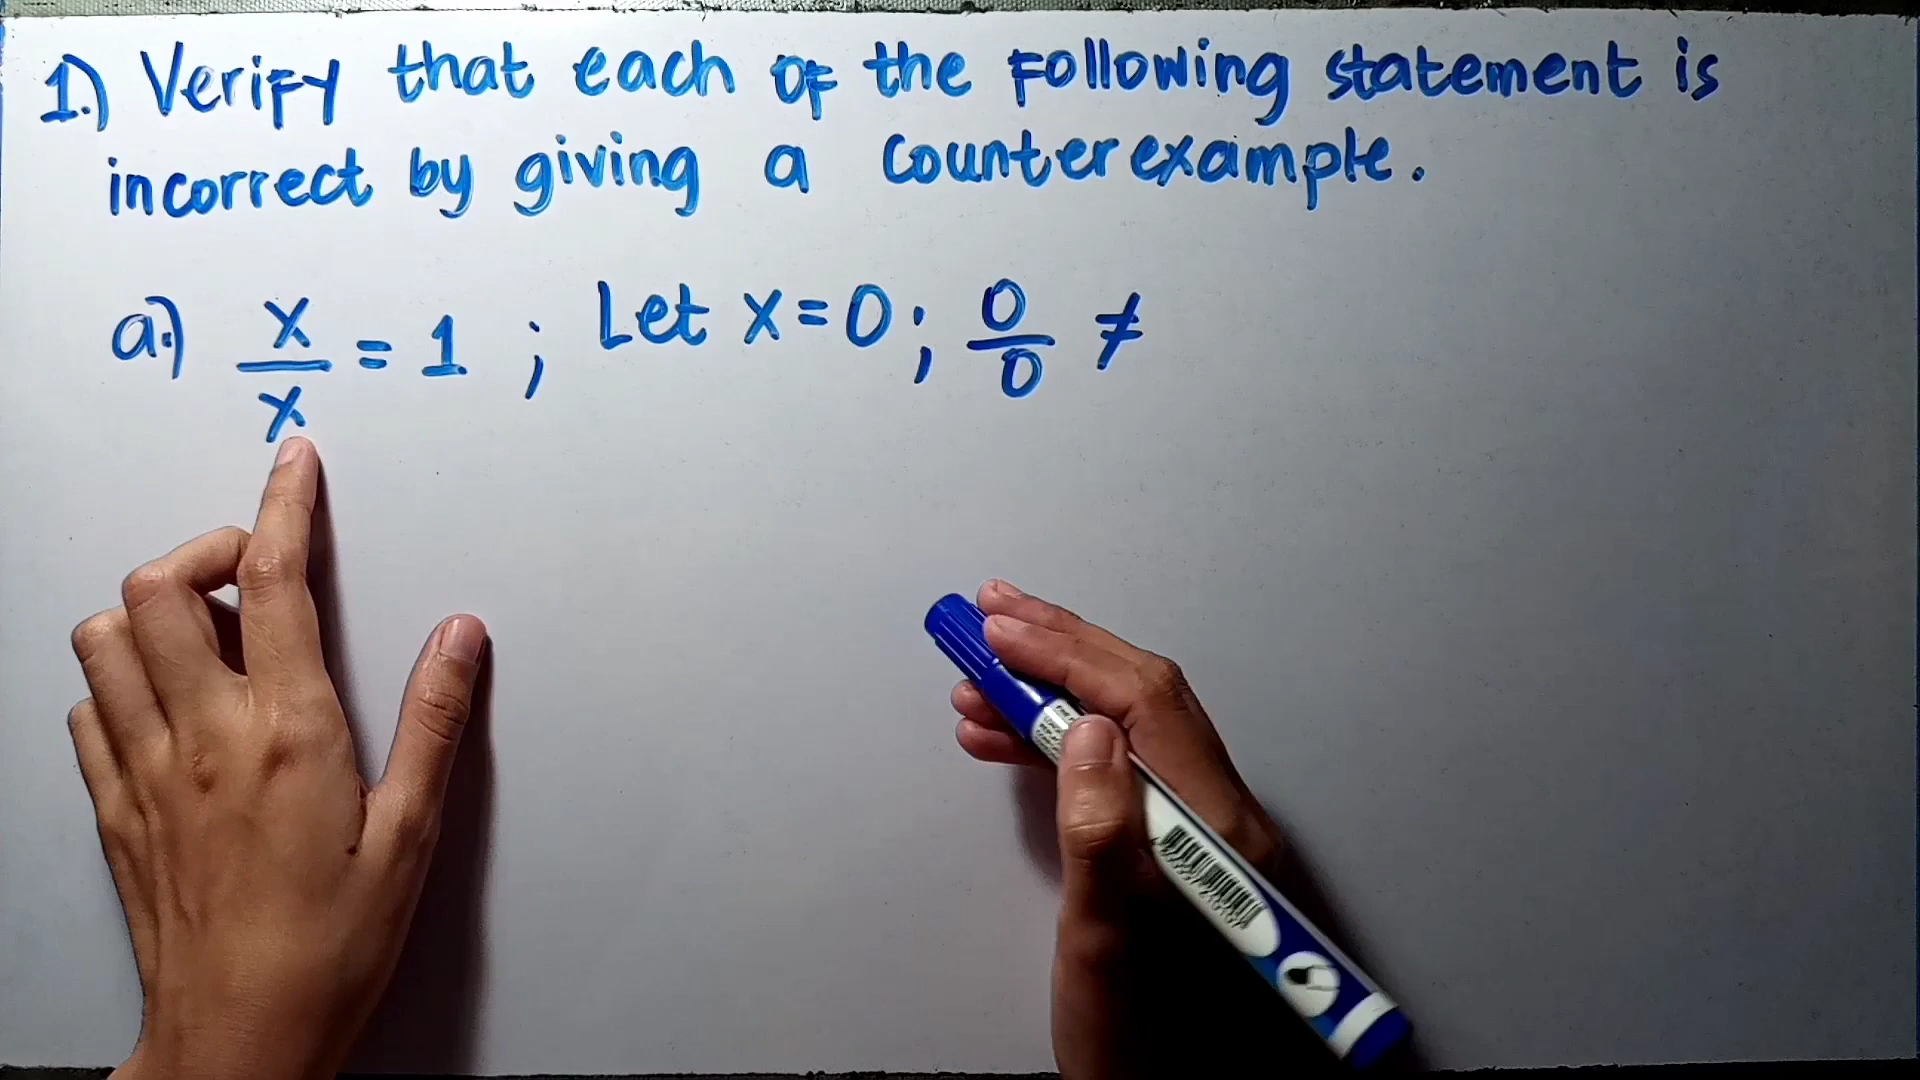 1.) Verify that each of the following statement is
incorrect by giving a counterexample.
a.) x/x = 1 ; Let x = 0 ; 0/0 ≠